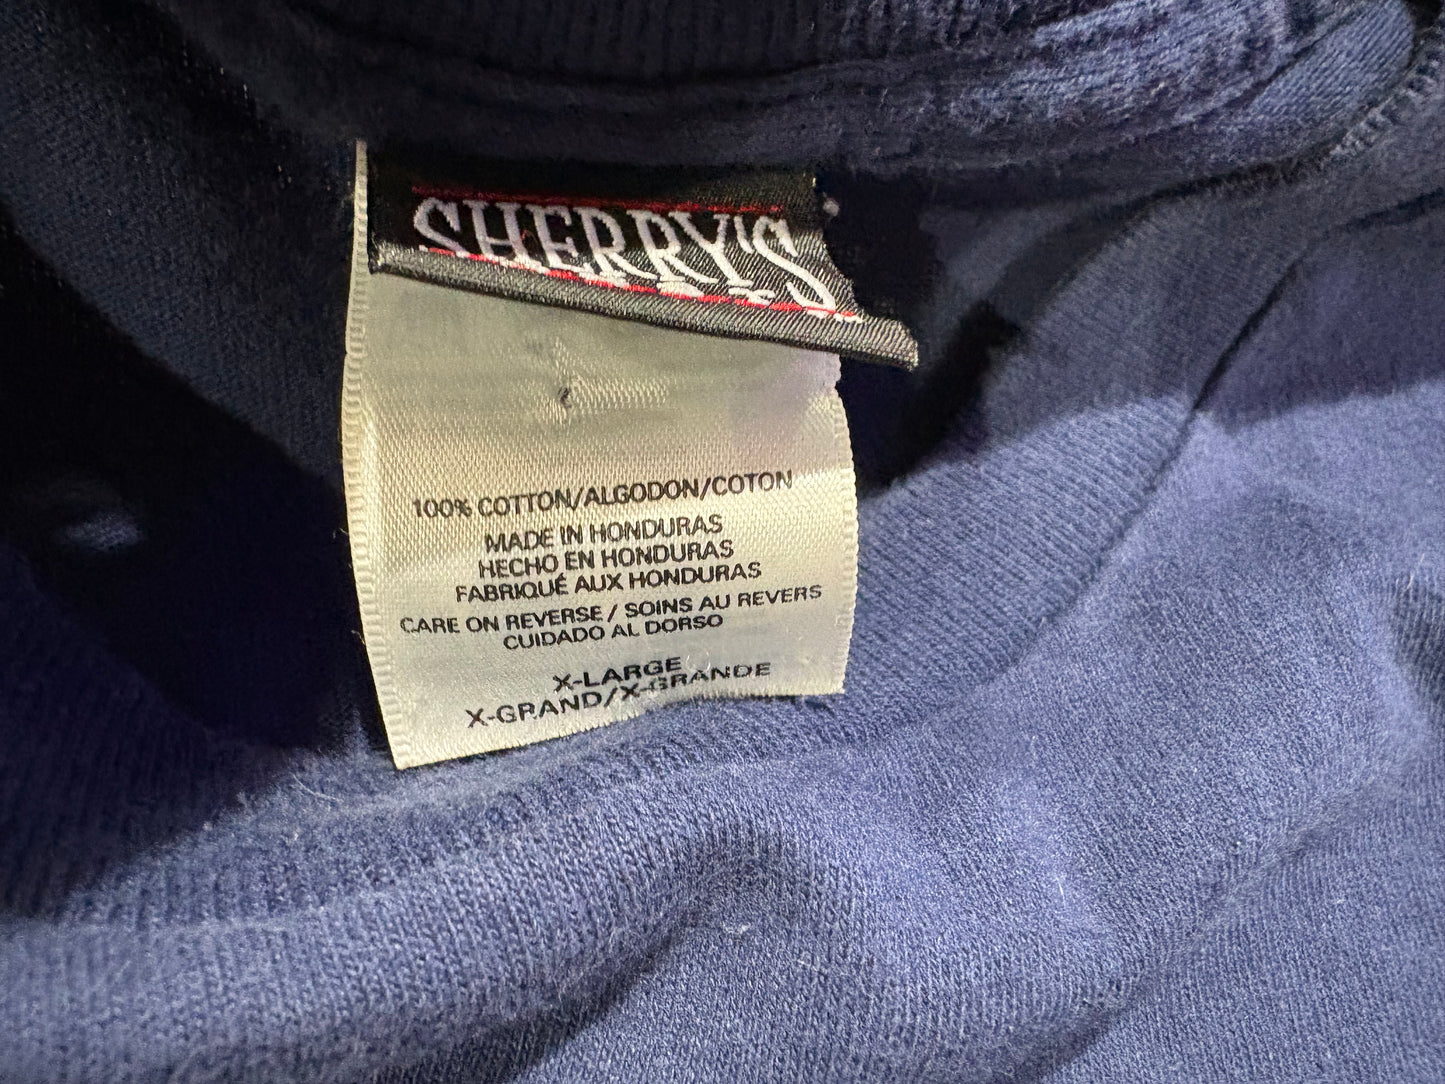 SHERRY'S
100% COTTON/ALGODON/COTON
MADE IN HONDURAS
HECHO EN HONDURAS
FABRIQUÉ AUX HONDURAS
CARE ON REVERSE / SOINS AU REVERS
CUIDADO AL DORSO
X-LARGE
X-GRAND/X-GRANDE